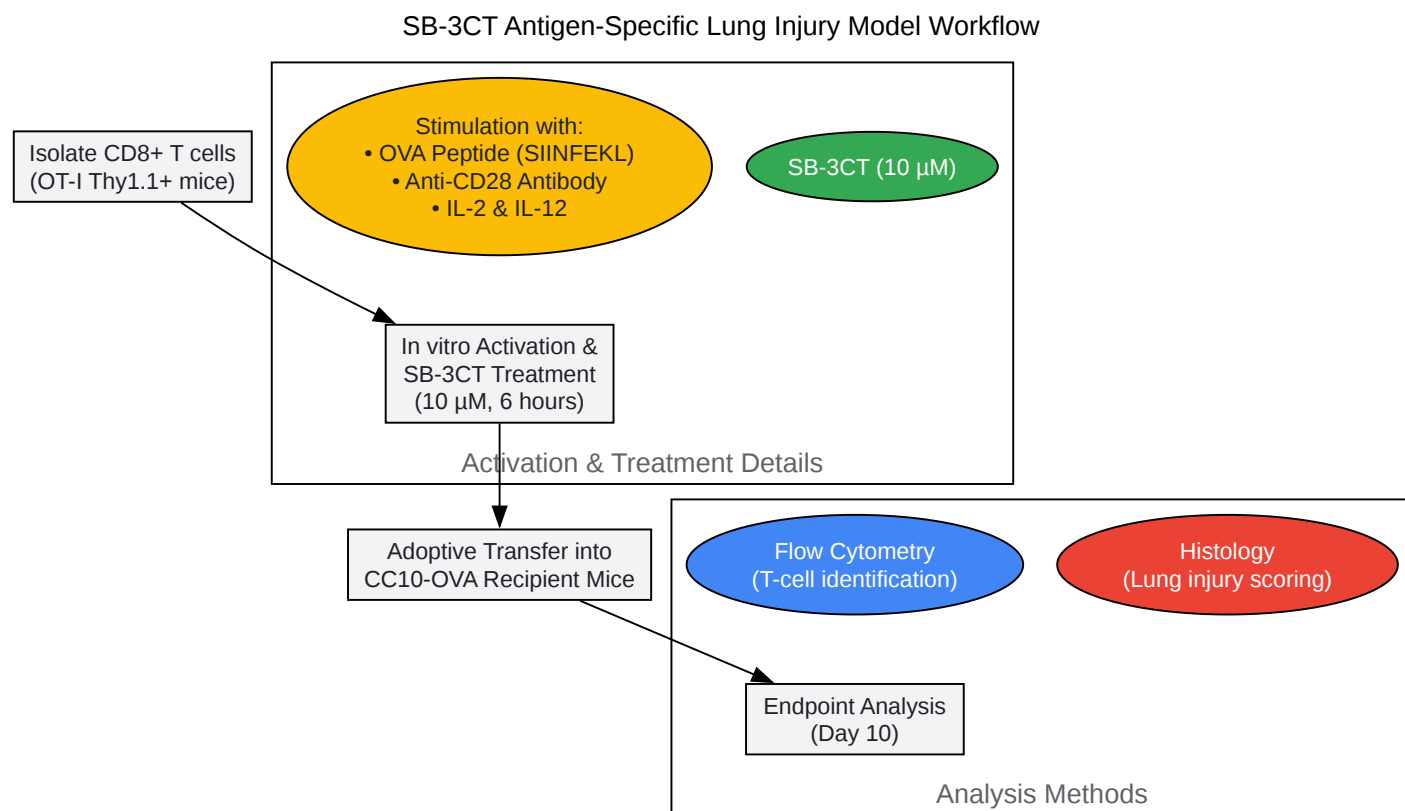 SB-3CT Antigen-Specific Lung Injury Model Workflow
Isolate CD8+ T cells
(OT-I Thy1.1+ mice)
Stimulation with:
• OVA Peptide (SIINFEKL)
• Anti-CD28 Antibody
• IL-2 & IL-12
SB-3CT (10 µM)
In vitro Activation &
SB-3CT Treatment
(10 µM, 6 hours)
Activation & Treatment Details
Adoptive Transfer into
CC10-OVA Recipient Mice
Flow Cytometry
(T-cell identification)
Histology
(Lung injury scoring)
Endpoint Analysis
(Day 10)
Analysis Methods